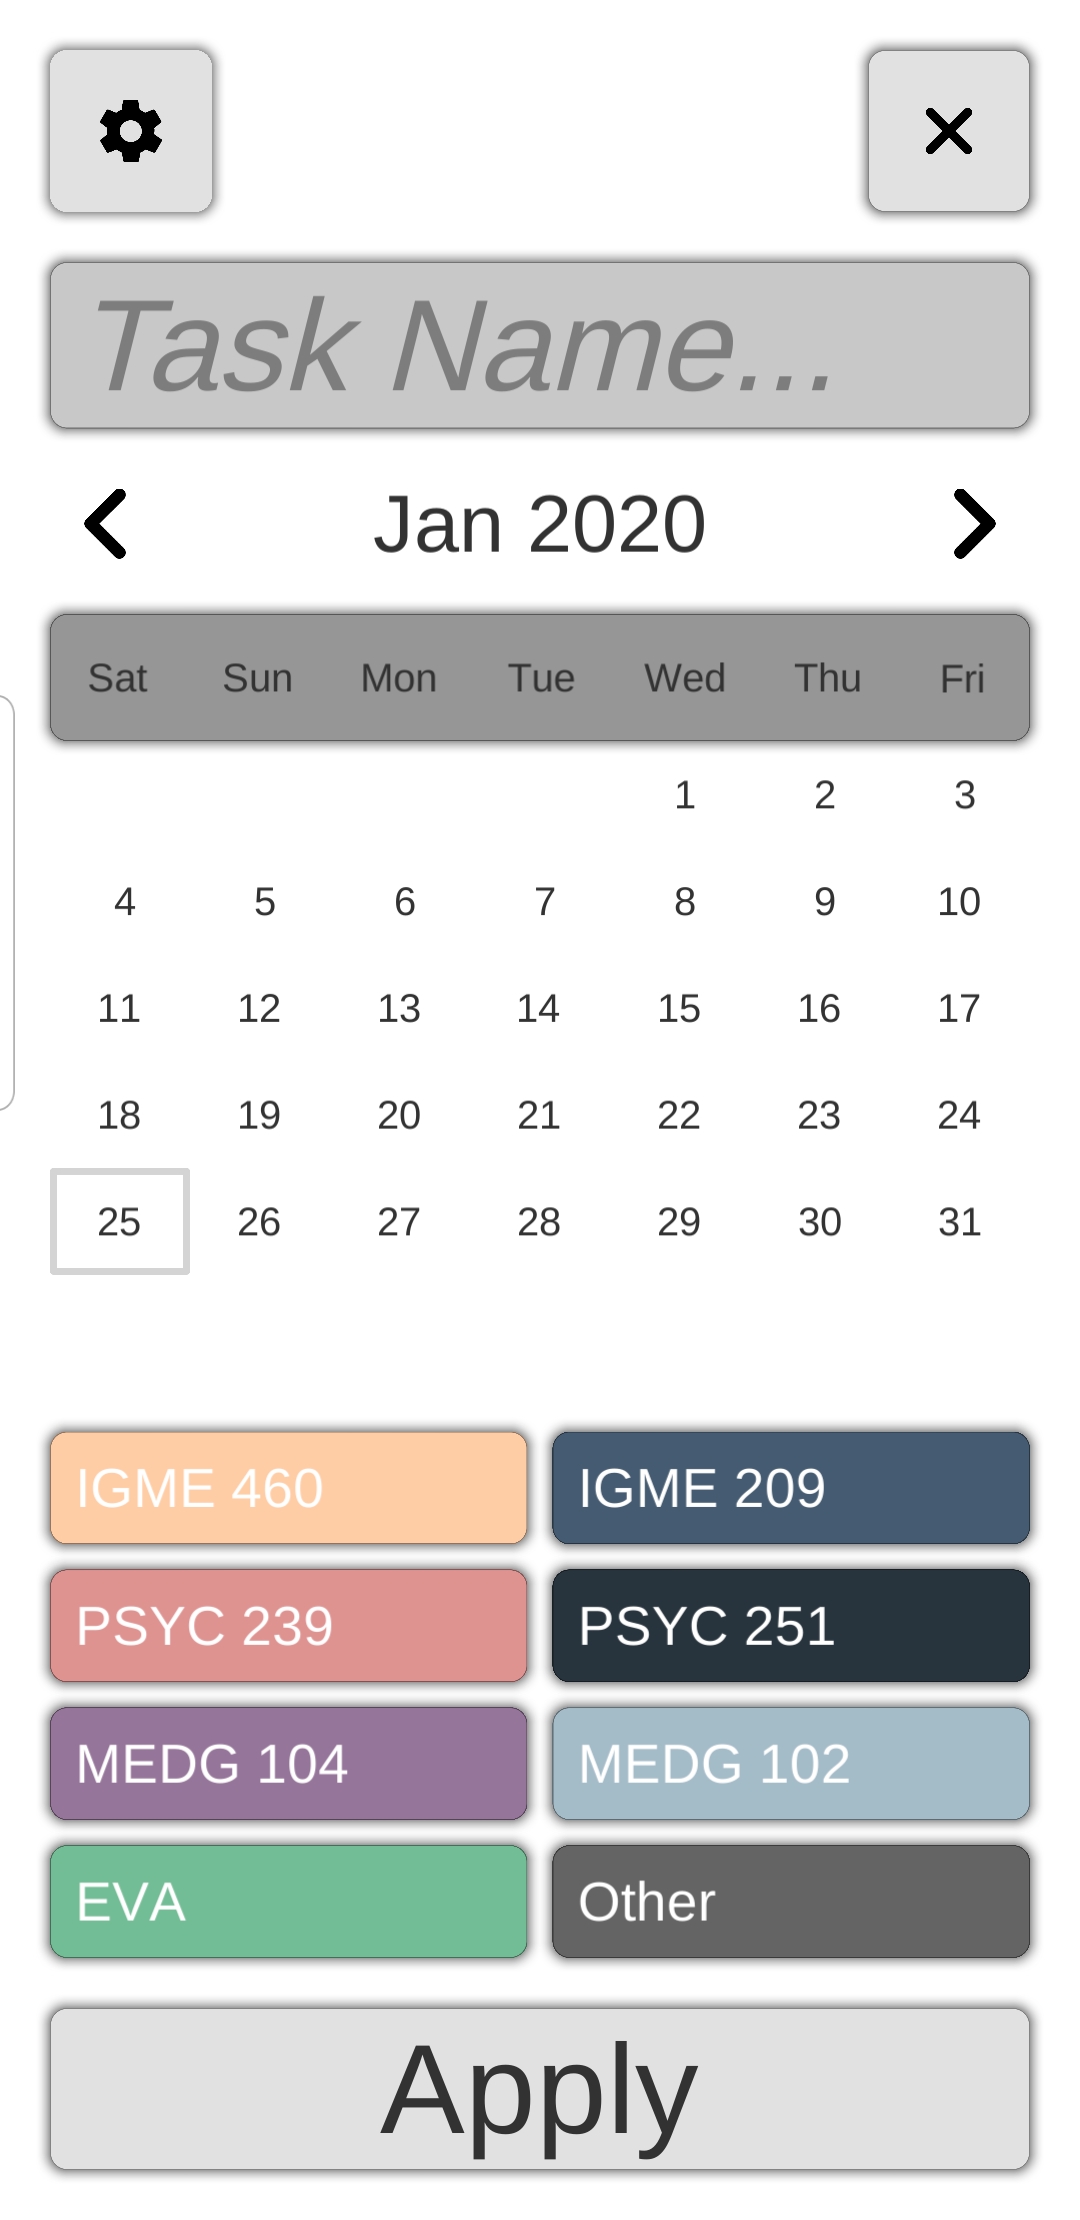 Task Name...
Jan 2020
Sat Sun Mon Tue Wed Thu Fri
1 2 3
4 5 6 7 8 9 10
11 12 13 14 15 16 17
18 19 20 21 22 23 24
25 26 27 28 29 30 31
IGME 460 IGME 209
PSYC 239 PSYC 251
MEDG 104 MEDG 102
EVA Other
Apply